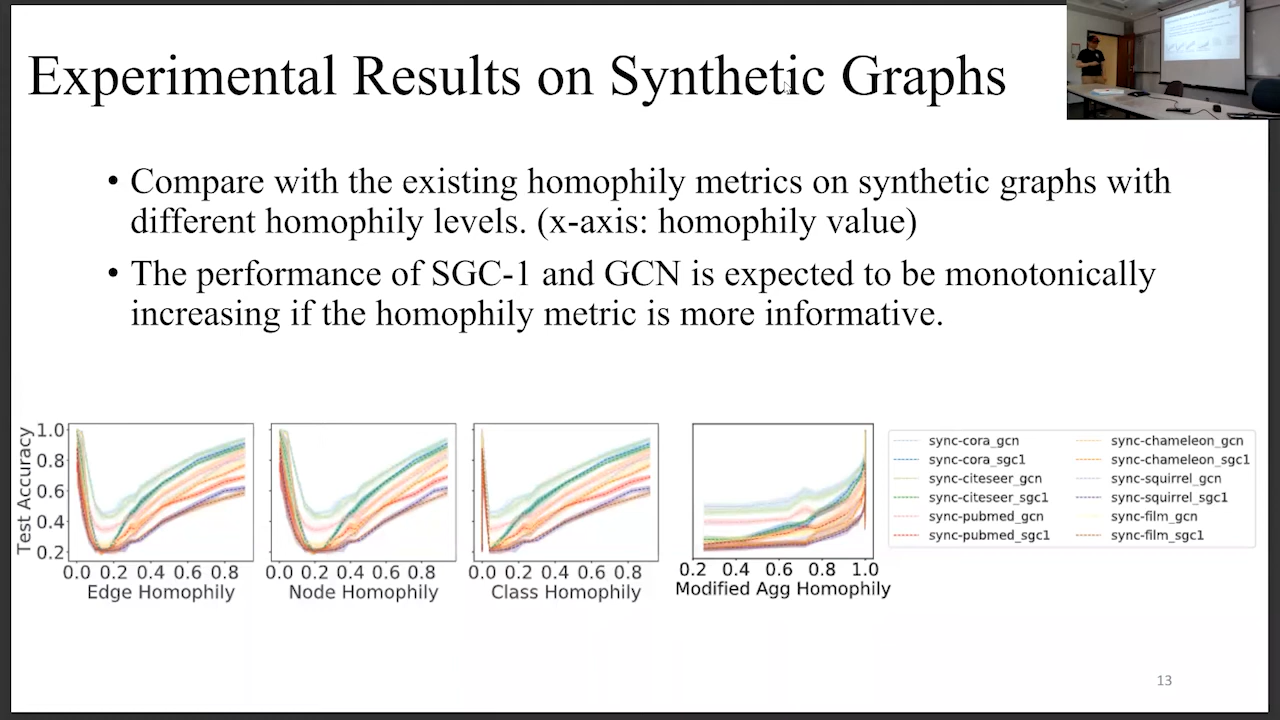 Experimental Results on Synthetic Graphs
• Compare with the existing homophily metrics on synthetic graphs with
different homophily levels. (x-axis: homophily value)
• The performance of SGC-1 and GCN is expected to be monotonically
increasing if the homophily metric is more informative.
Test Accuracy
1.0
0.8
0.6
0.4
0.2
0.0 0.2 0.4 0.6 0.8
Edge Homophily
0.0 0.2 0.4 0.6 0.8
Node Homophily
0.0 0.2 0.4 0.6 0.8
Class Homophily
0.2 0.4 0.6 0.8 1.0
Modified Agg Homophily
sync-cora_gcn
sync-cora_sgc1
sync-citeseer_gcn
sync-citeseer_sgc1
sync-pubmed_gcn
sync-pubmed_sgc1
sync-chameleon_gcn
sync-chameleon_sgc1
sync-squirrel_gcn
sync-squirrel_sgc1
sync-film_gcn
sync-film_sgc1
13